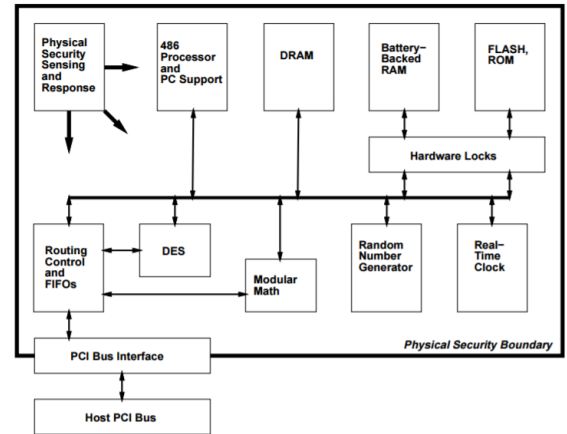 Physical
Security
Sensing
and
Response
486
Processor
and
PC Support
DRAM
Battery–
Backed
RAM
FLASH,
ROM
Hardware Locks
Routing
Control
and
FIFOs
DES
Modular
Math
Random
Number
Generator
Real–
Time
Clock
Physical Security Boundary
PCI Bus Interface
Host PCI Bus